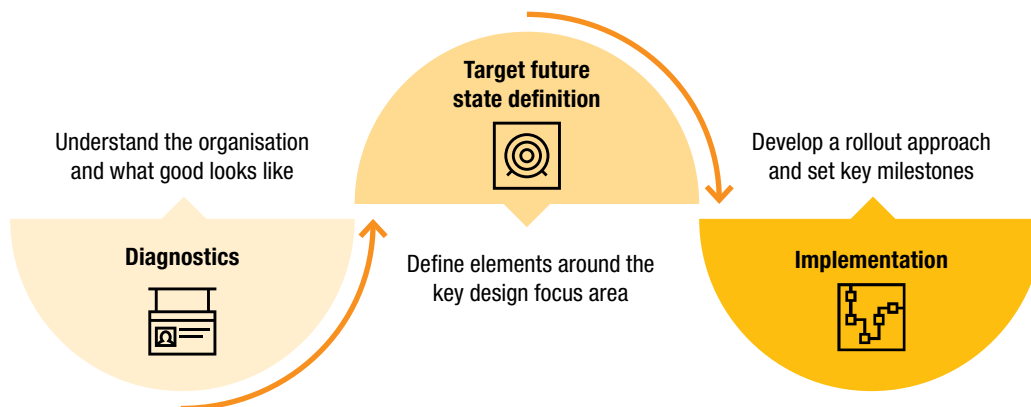 Understand the organisation
and what good looks like
Diagnostics
Target future
state definition
Define elements around the
key design focus area
Develop a rollout approach
and set key milestones
Implementation